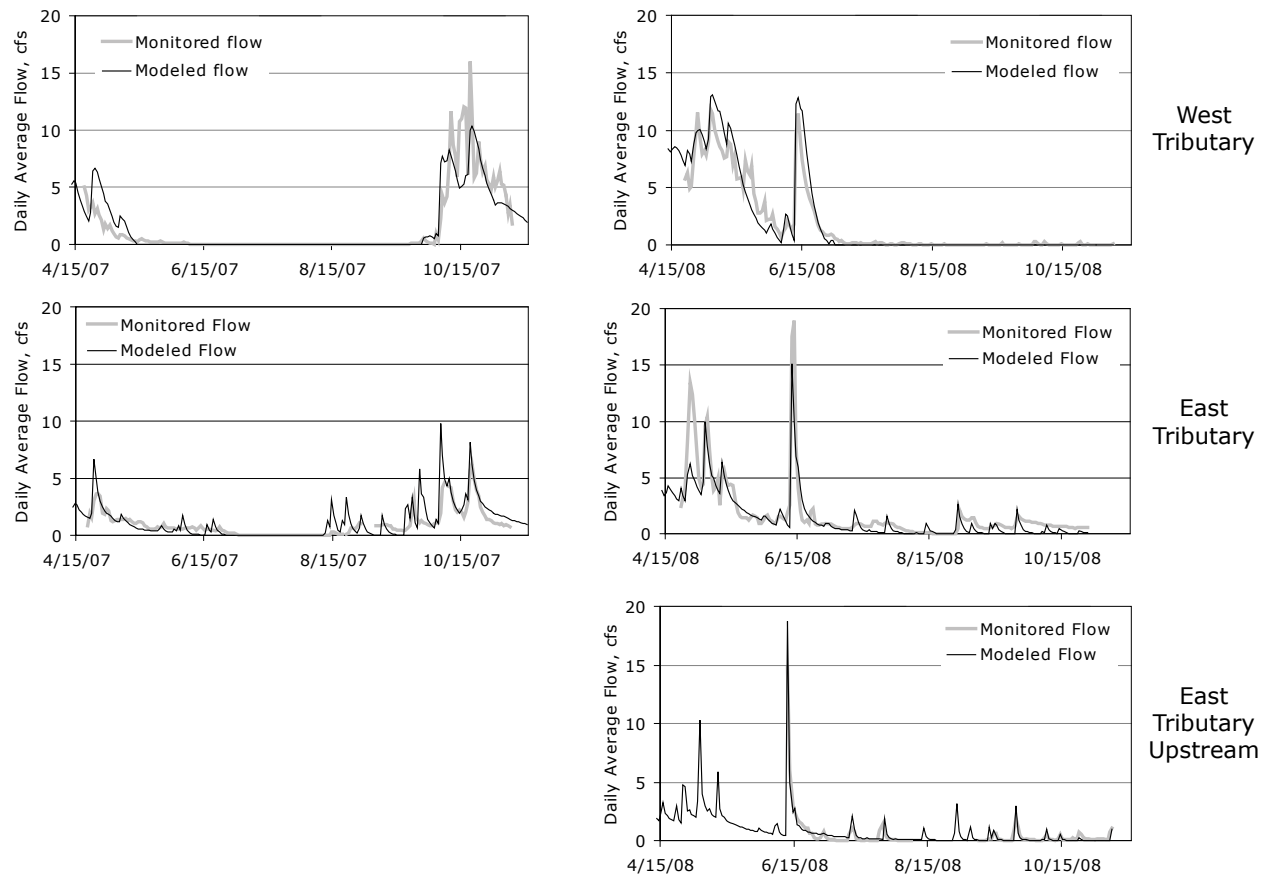 Daily Average Flow, cfs
20
15
10
5
0
Monitored flow
Modeled flow
4/15/07
6/15/07
8/15/07
10/15/07
20
15
10
5
0
Monitored flow
Modeled flow
4/15/08
6/15/08
8/15/08
10/15/08
Daily Average Flow, cfs
West
Tributary
Daily Average Flow, cfs
20
15
10
5
0
Monitored Flow
Modeled Flow
4/15/07
6/15/07
8/15/07
10/15/07
Daily Average Flow, cfs
20
15
10
5
0
Monitored Flow
Modeled Flow
4/15/08
6/15/08
8/15/08
10/15/08
East
Tributary
Daily Average Flow, cfs
20
15
10
5
0
Monitored Flow
Modeled Flow
4/15/08
6/15/08
8/15/08
10/15/08
East
Tributary
Upstream